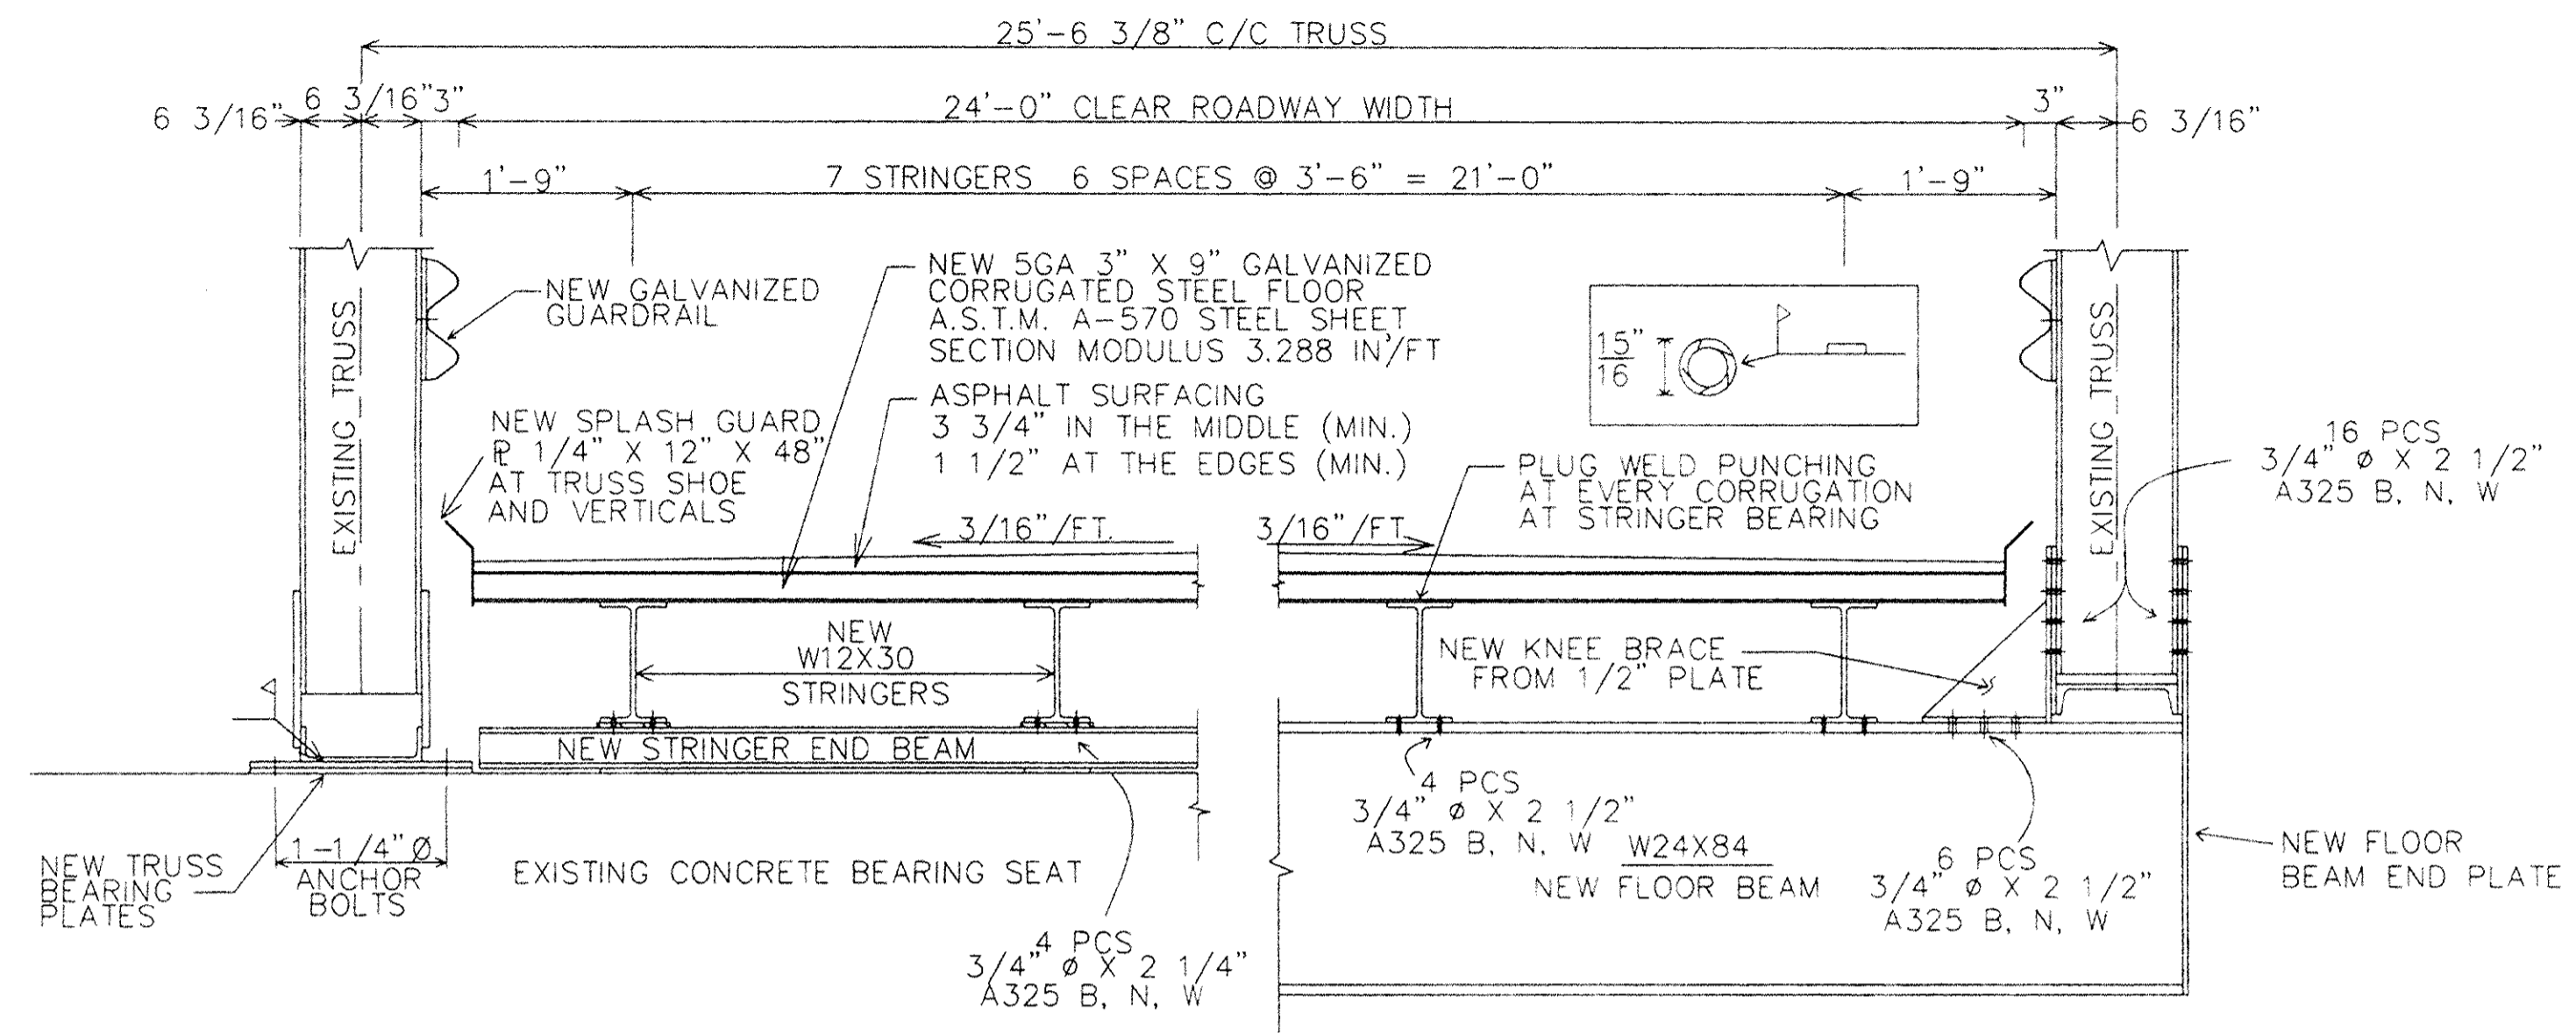 25'-6 3/8" C/C TRUSS
6 3/16"
6 3/16"
3"
24'-0" CLEAR ROADWAY WIDTH
3"
6 3/16"
1'-9"
7 STRINGERS 6 SPACES @ 3'-6" = 21'-0"
1'-9"
NEW GALVANIZED
GUARDRAIL
NEW 5GA 3" X 9" GALVANIZED
CORRUGATED STEEL FLOOR
A.S.T.M. A-570 STEEL SHEET
SECTION MODULUS 3.288 IN³/FT
ASPHALT SURFACING
3 3/4" IN THE MIDDLE (MIN.)
1 1/2" AT THE EDGES (MIN.)
15"
16
EXISTING TRUSS
EXISTING TRUSS
NEW SPLASH GUARD
PL 1/4" X 12" X 48"
AT TRUSS SHOE
AND VERTICALS
PLUG WELD PUNCHING
AT EVERY CORRUGATION
AT STRINGER BEARING
16 PCS
3/4" ø X 2 1/2"
A325 B, N, W
3/16" /FT.
3/16" /FT
NEW
W12X30
STRINGERS
NEW KNEE BRACE
FROM 1/2" PLATE
NEW STRINGER END BEAM
4 PCS
3/4" ø X 2 1/2"
A325 B, N, W
W24X84
NEW FLOOR BEAM
6 PCS
3/4" ø X 2 1/2"
A325 B, N, W
NEW FLOOR
BEAM END PLATE
NEW TRUSS
BEARING
PLATES
1-1/4" Ø
ANCHOR
BOLTS
EXISTING CONCRETE BEARING SEAT
4 PCS
3/4" ø X 2 1/4"
A325 B, N, W